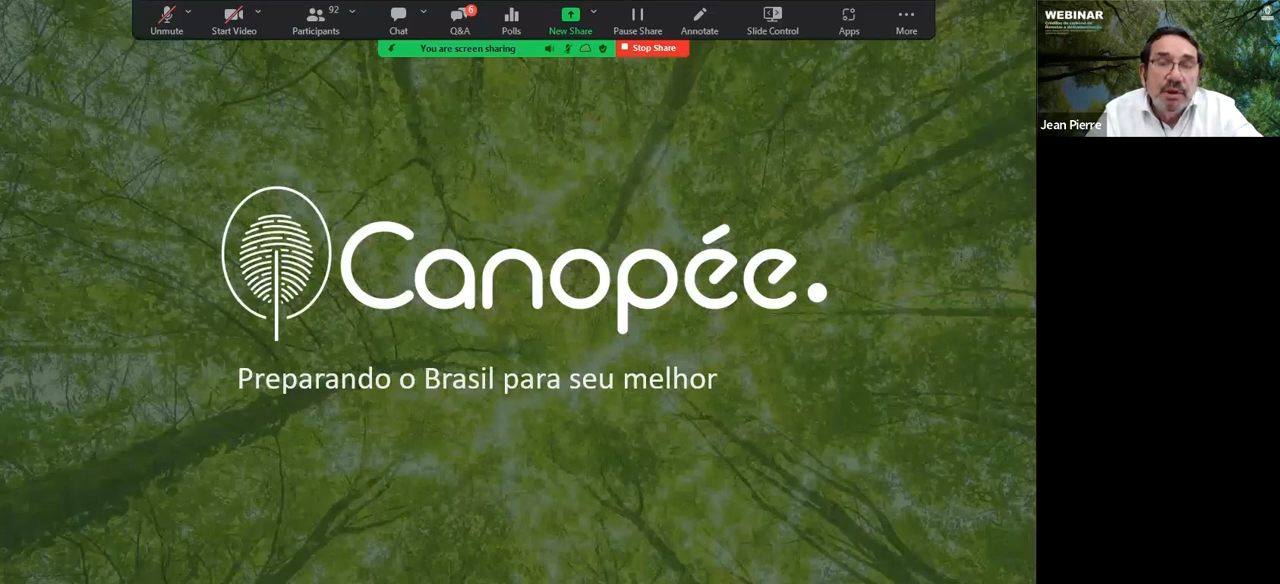 Unmute
Start Video
92
Participants
Chat
6
Q&A
Polls
New Share
Pause Share
Annotate
Slide Control
Apps
More
You are screen sharing
Stop Share
Canopée.
Preparando o Brasil para seu melhor
WEBINAR
Jean Pierre